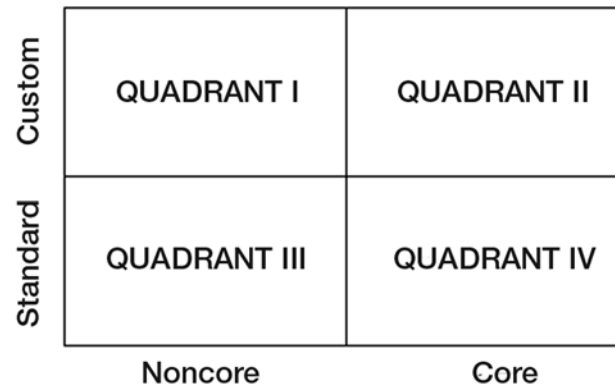 Custom
QUADRANT I
QUADRANT II
Standard
QUADRANT III
QUADRANT IV
Noncore
Core